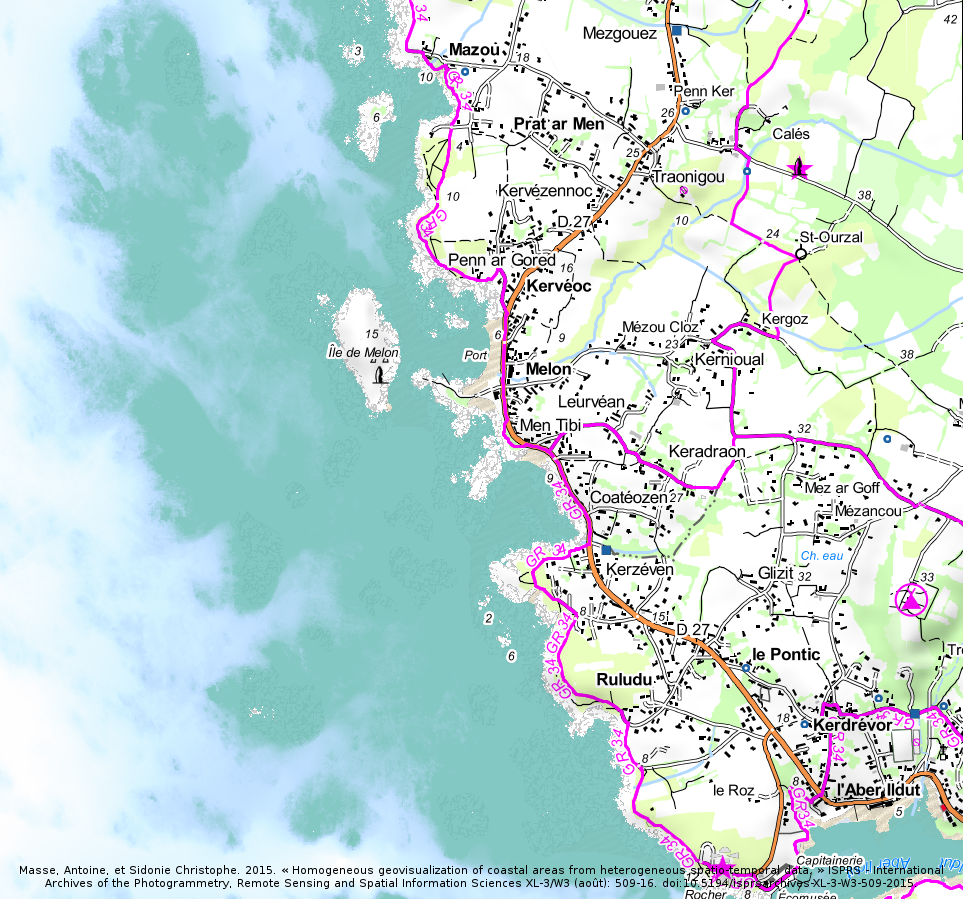 GR 34
42
3
Mazou
Mezgouez
18
10
GR 34
Penn Ker
6
26
Prat ar Men
Calés
4
25
Traonigou
10
Kervézennoc
38
GR 34
D 27
10
24
St-Ourzal
Penn ar Gored
16
Kervéoc
15
6
9
Mézou Cloz
Kergoz
Île de Melon
Port
23
Kernioual
38
Melon
Leurvéan
Men Tibi
32
Keradraon
9
GR 34
Coatéozen
27
Mez ar Goff
Mézancou
GR 34
Ch. eau
Kerzéven
Glizit
32
33
2
8
15
D 27
GR 34
6
le Pontic
GR 34
Ruludu
18
Kerdrévor
GR 34
GR 34
GR 34
GR 34
8
le Roz
8
l'Aber Ildut
GR 34
5
GR 34
Capitainerie
Masse, Antoine, et Sidonie Christophe. 2015. « Homogeneous geovisualization of coastal areas from heterogeneous spatio-temporal data. » ISPRS - International
Archives of the Photogrammetry, Remote Sensing and Spatial Information Sciences XL-3/W3 (août): 509-16. doi:10.5194/isprsarchives-XL-3-W3-509-2015.
Rocher
8
Écomusée